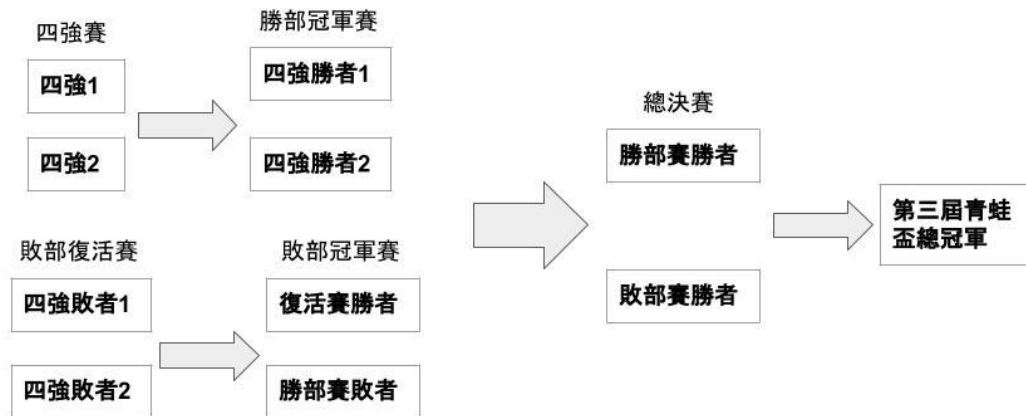 四強賽
四強1
四強2
勝部冠軍賽
四強勝者1
四強勝者2
敗部復活賽
四強敗者1
四強敗者2
敗部冠軍賽
復活賽勝者
勝部賽敗者
總決賽
勝部賽勝者
敗部賽勝者
第三屆青蛙
盃總冠軍